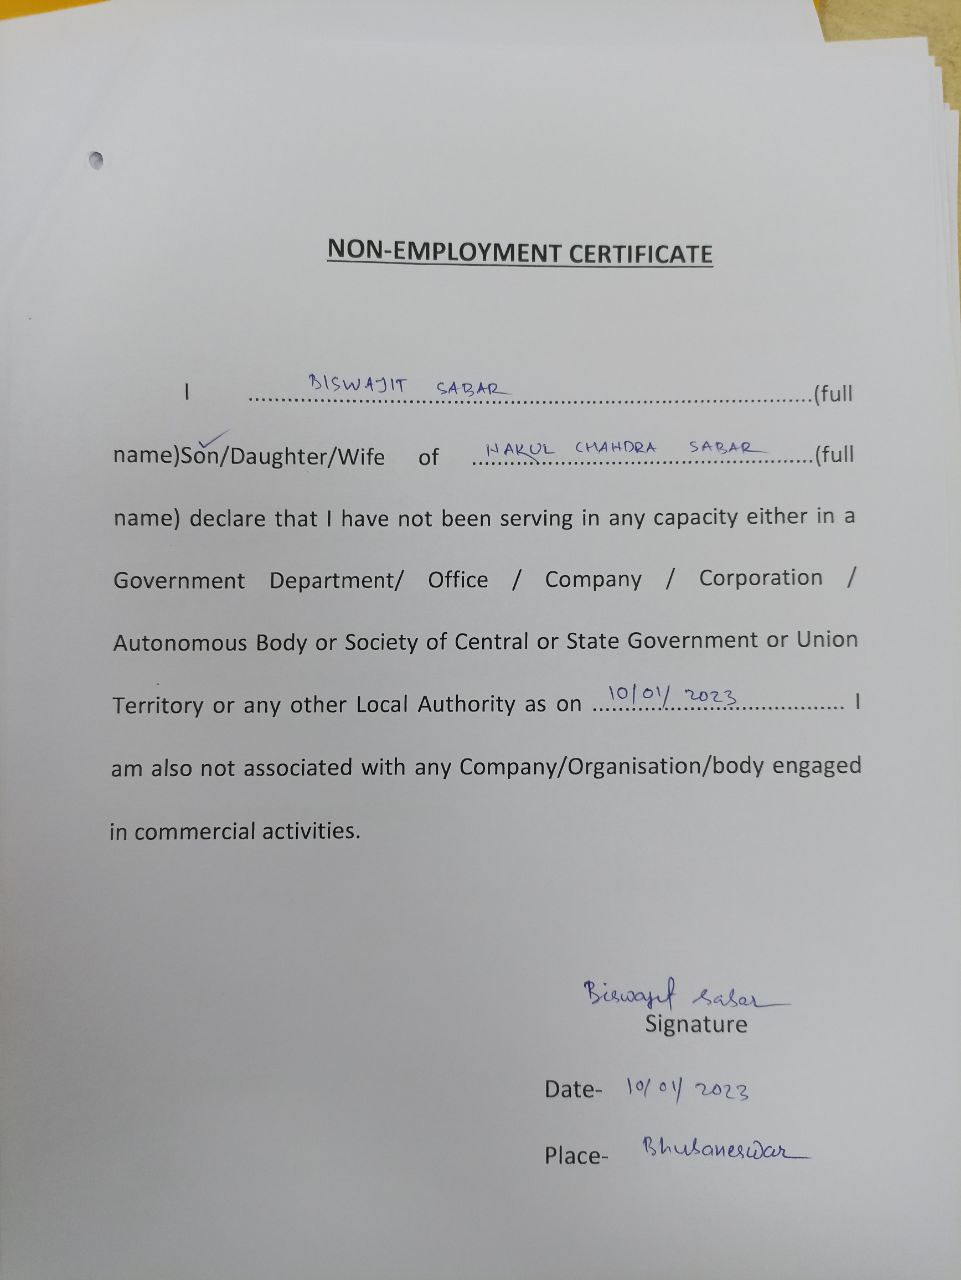 NON-EMPLOYMENT CERTIFICATE
I ..........BISWAJIT SABAR..........(full
name)Son/Daughter/Wife of ..........NAKUL CHANDRA SABAR..........(full
name) declare that I have not been serving in any capacity either in a
Government Department/ Office / Company / Corporation /
Autonomous Body or Society of Central or State Government or Union
Territory or any other Local Authority as on ..........10/01/2023.......... I
am also not associated with any Company/Organisation/body engaged
in commercial activities.
Biswajit Sabar
Signature
Date- 10/01/2023
Place- Bhubaneswar